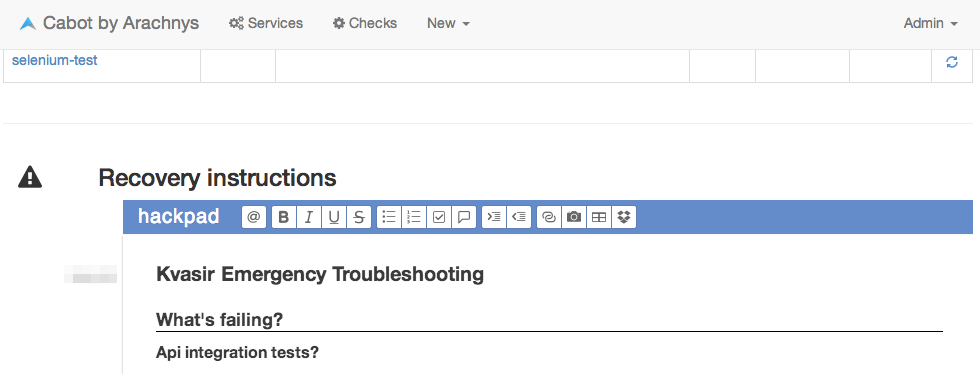 Cabot by Arachnys Services Checks New Admin
selenium-test
Recovery instructions
hackpad @ B I U S
Kvasir Emergency Troubleshooting
What's failing?
Api integration tests?